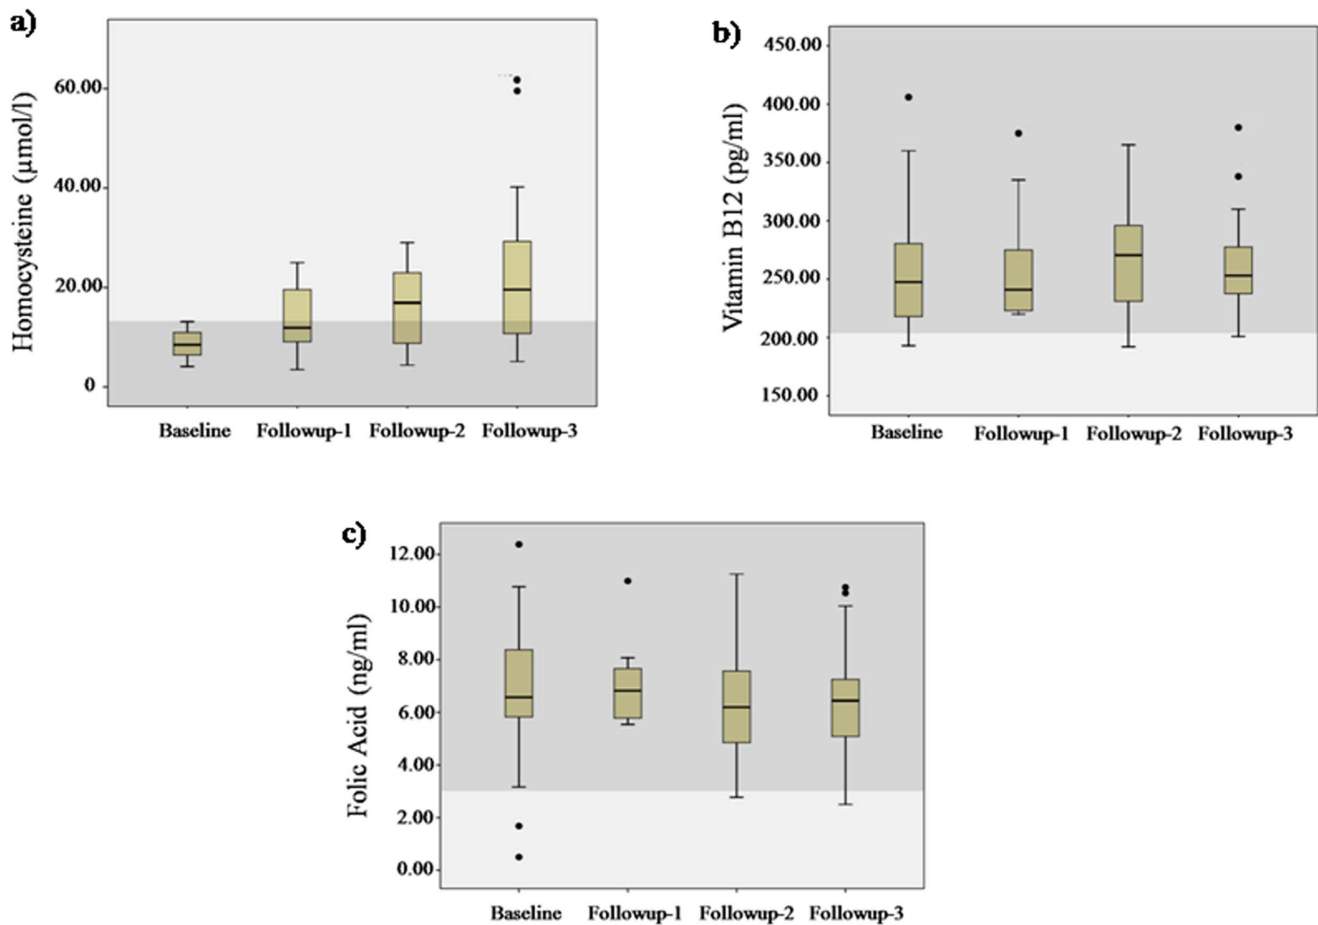 a)
Homocysteine (µmol/l)
60.00
40.00
20.00
0
Baseline Followup-1 Followup-2 Followup-3
b)
Vitamin B12 (pg/ml)
450.00
400.00
350.00
300.00
250.00
200.00
150.00
Baseline Followup-1 Followup-2 Followup-3
c)
Folic Acid (ng/ml)
12.00
10.00
8.00
6.00
4.00
2.00
0.00
Baseline Followup-1 Followup-2 Followup-3